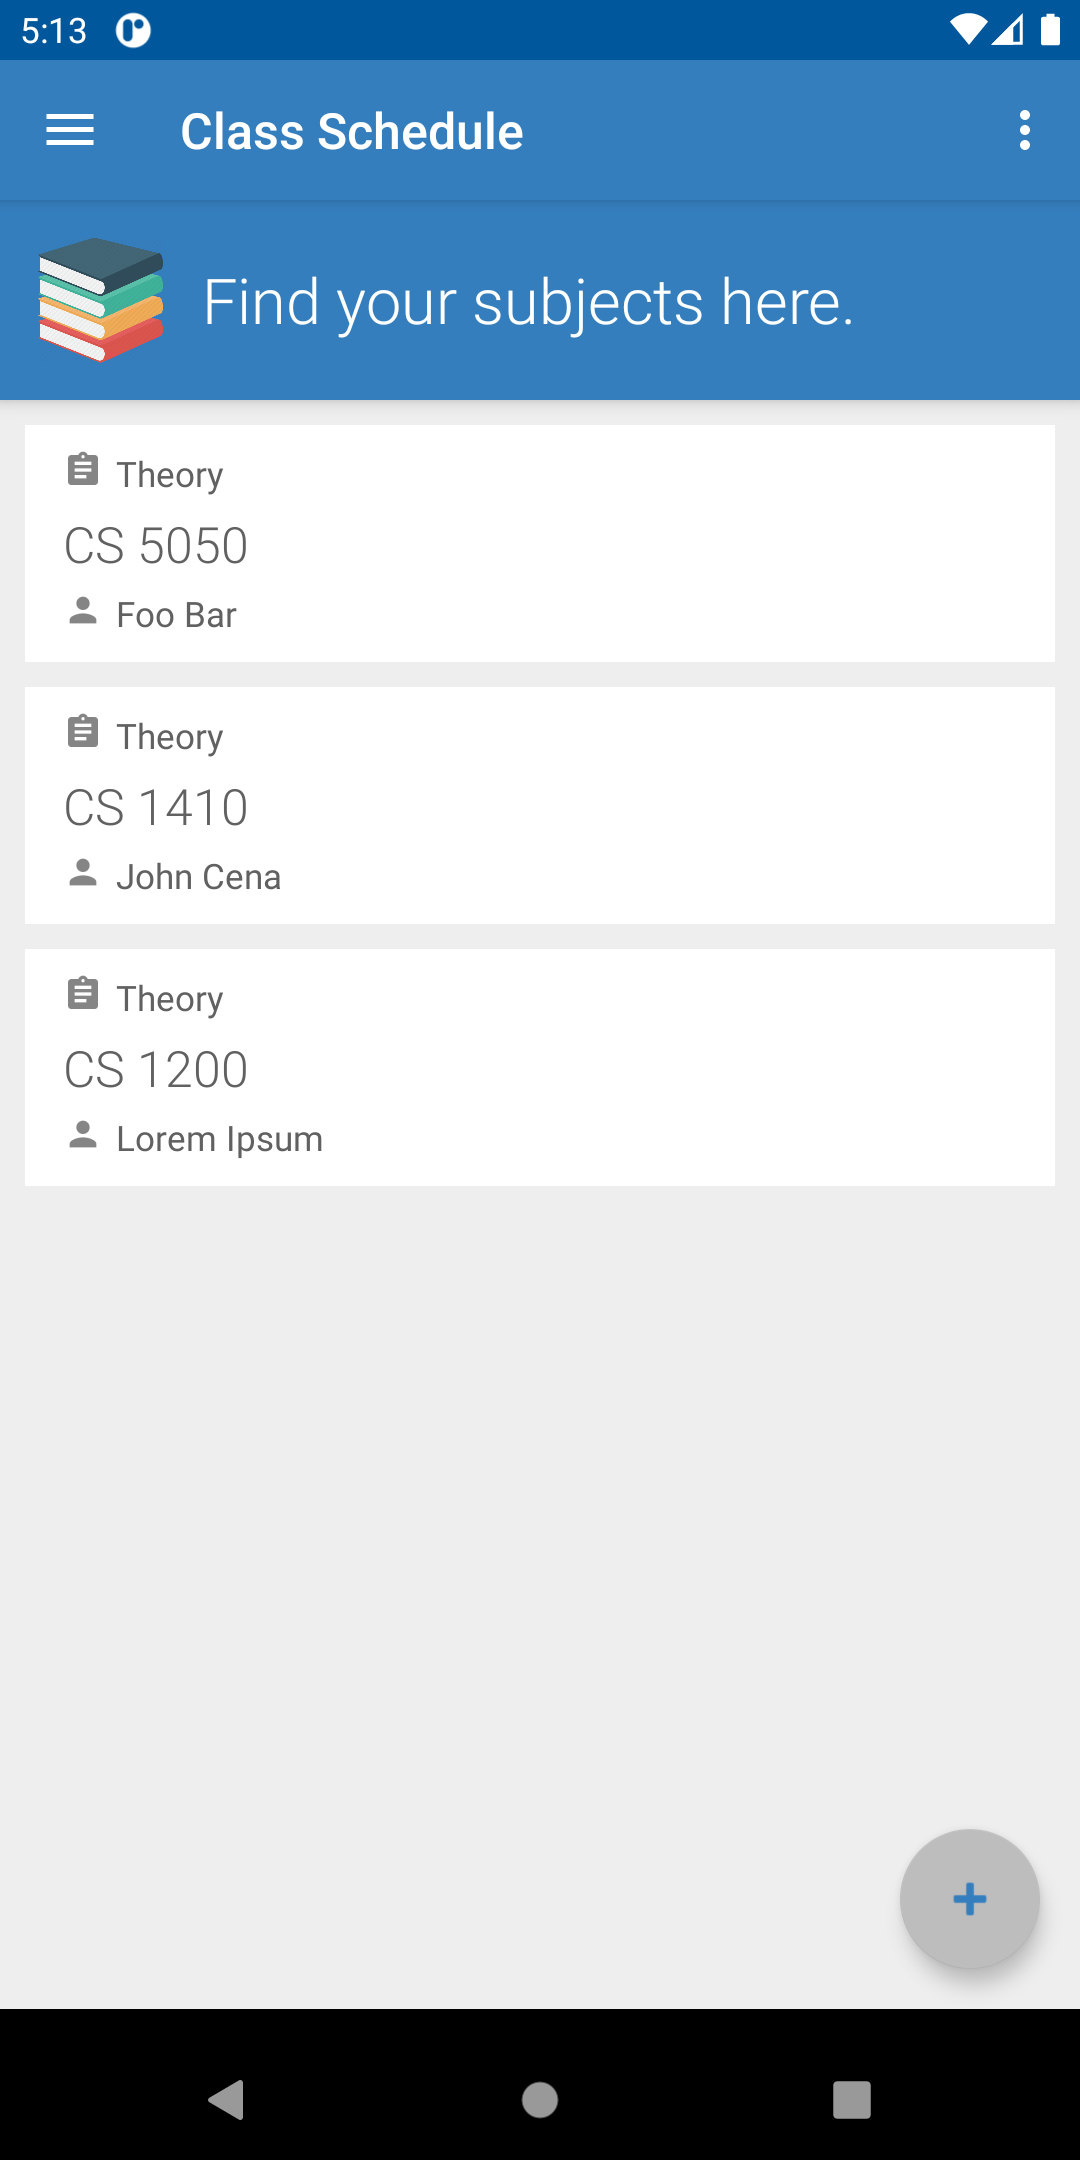 5:13
Class Schedule
Find your subjects here.
Theory
CS 5050
Foo Bar
Theory
CS 1410
John Cena
Theory
CS 1200
Lorem Ipsum